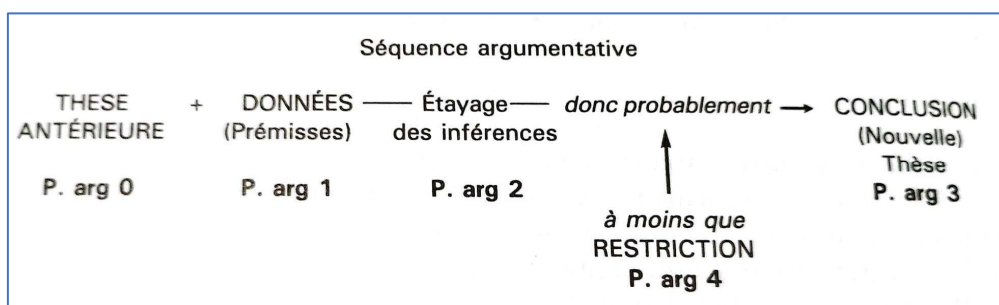 Séquence argumentative
THESE + DONNÉES Étayage donc probablement CONCLUSION
ANTÉRIEURE (Prémisses) des inférences (Nouvelle)
Thèse
P. arg 0 P. arg 1 P. arg 2 P. arg 3
à moins que
RESTRICTION
P. arg 4